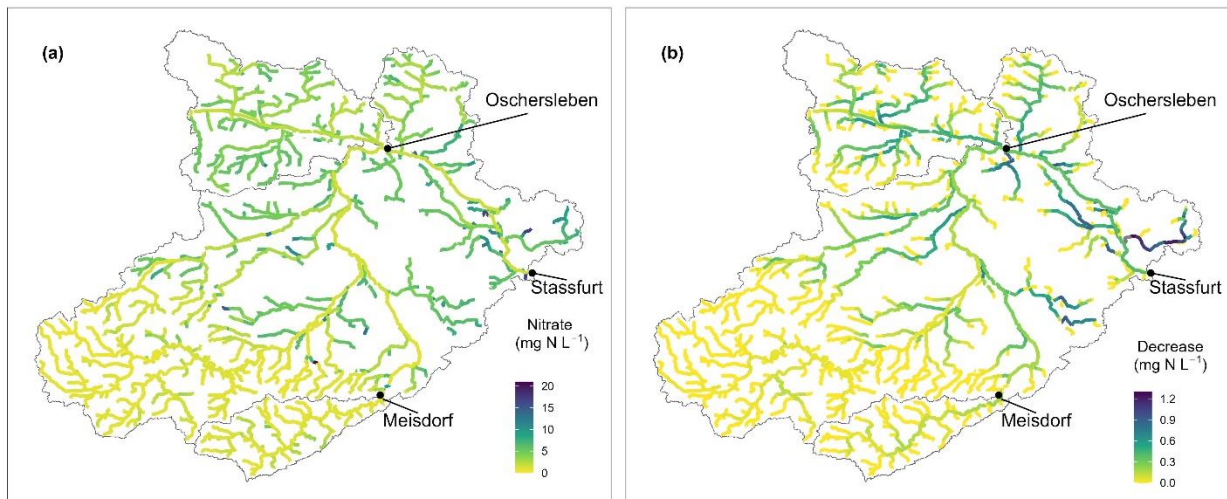 (a)
Oschersleben
Stassfurt
Meisdorf
Nitrate
(mg N L⁻¹)
20
15
10
5
0
(b)
Oschersleben
Stassfurt
Meisdorf
Decrease
(mg N L⁻¹)
1.2
0.9
0.6
0.3
0.0